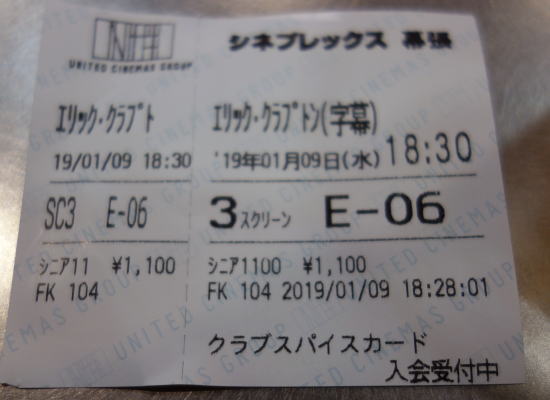 UNITED CINEMAS GROUP
シネプレックス 幕張
エリック・クラプト
エリック・クラプトン(字幕)
19/01/09 18:30
'19年01月09日(水) 18:30
SC3 E-06
3スクリーン E-06
シニア11 ¥1,100
シニア1100 ¥1,100
FK 104
FK 104 2019/01/09 18:28:01
クラブスパイスカード
入会受付中